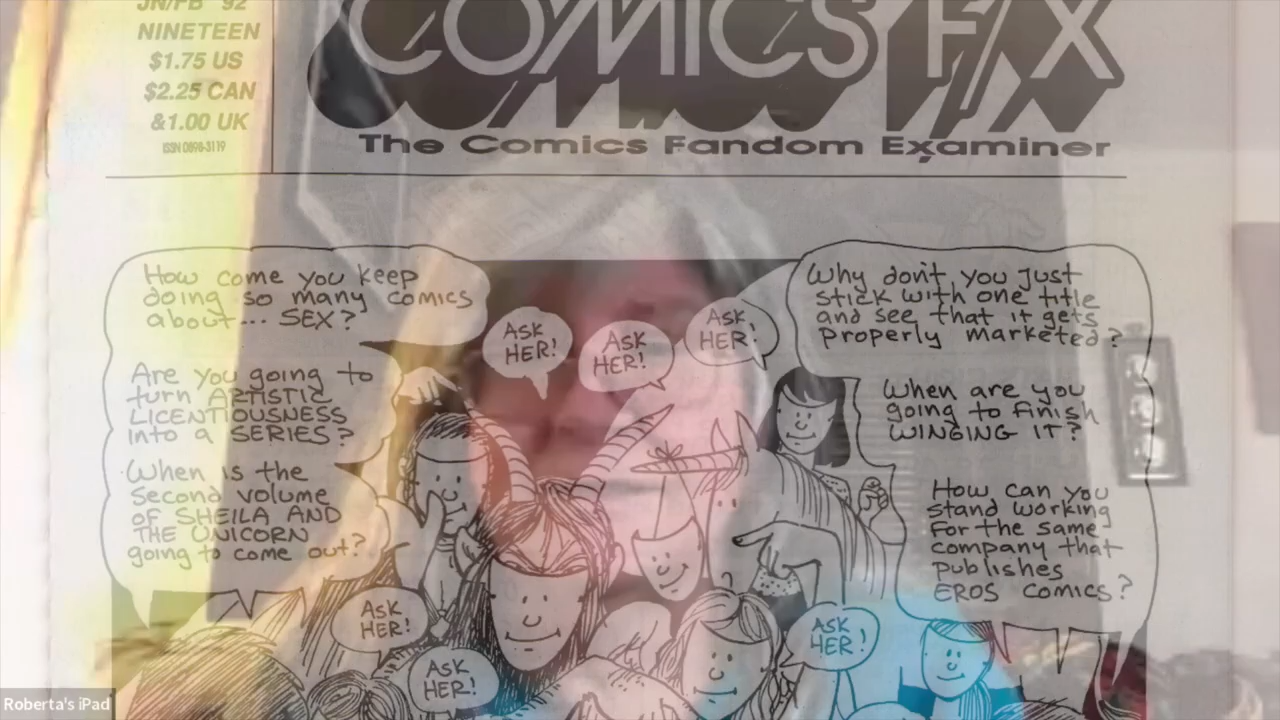 JN/FB 92
NINETEEN
$1.75 US
$2.25 CAN
&1.00 UK
ISSN 0898-3119
COMICS F/X
The Comics Fandom Examiner
How come you keep
doing so many comics
about... SEX?
Are you going to
turn ARTISTIC
LICENTIOUSNESS
into a SERIES?
When is the
second volume
of SHEILA AND
THE UNICORN
going to come out?
ASK
HER!
ASK
HER!
ASK
HER!
Why don't you just
stick with one title
and see that it gets
properly marketed?
When are you
going to finish
WINGING IT?
How can you
stand working
for the same
company that
publishes
EROS COMICS?
ASK
HER!
ASK
HER!
ASK
HER!
Roberta's iPad